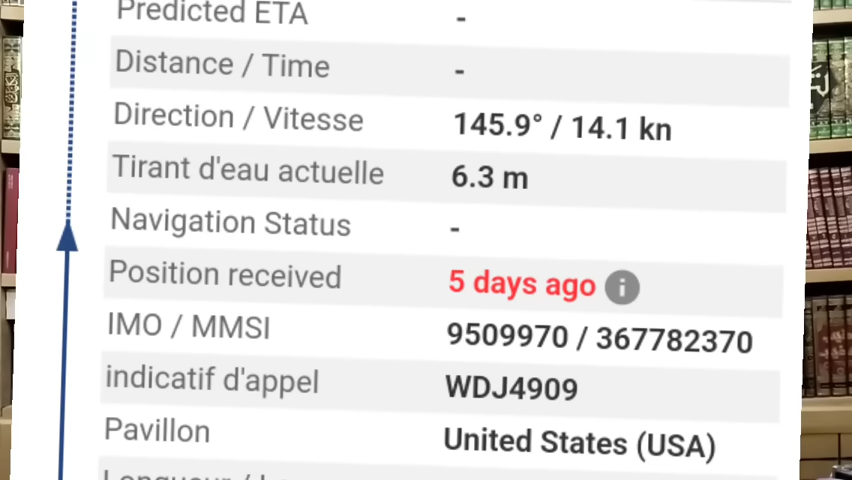 Predicted ETA -
Distance / Time -
Direction / Vitesse 145.9° / 14.1 kn
Tirant d'eau actuelle 6.3 m
Navigation Status -
Position received 5 days ago
IMO / MMSI 9509970 / 367782370
indicatif d'appel WDJ4909
Pavillon United States (USA)